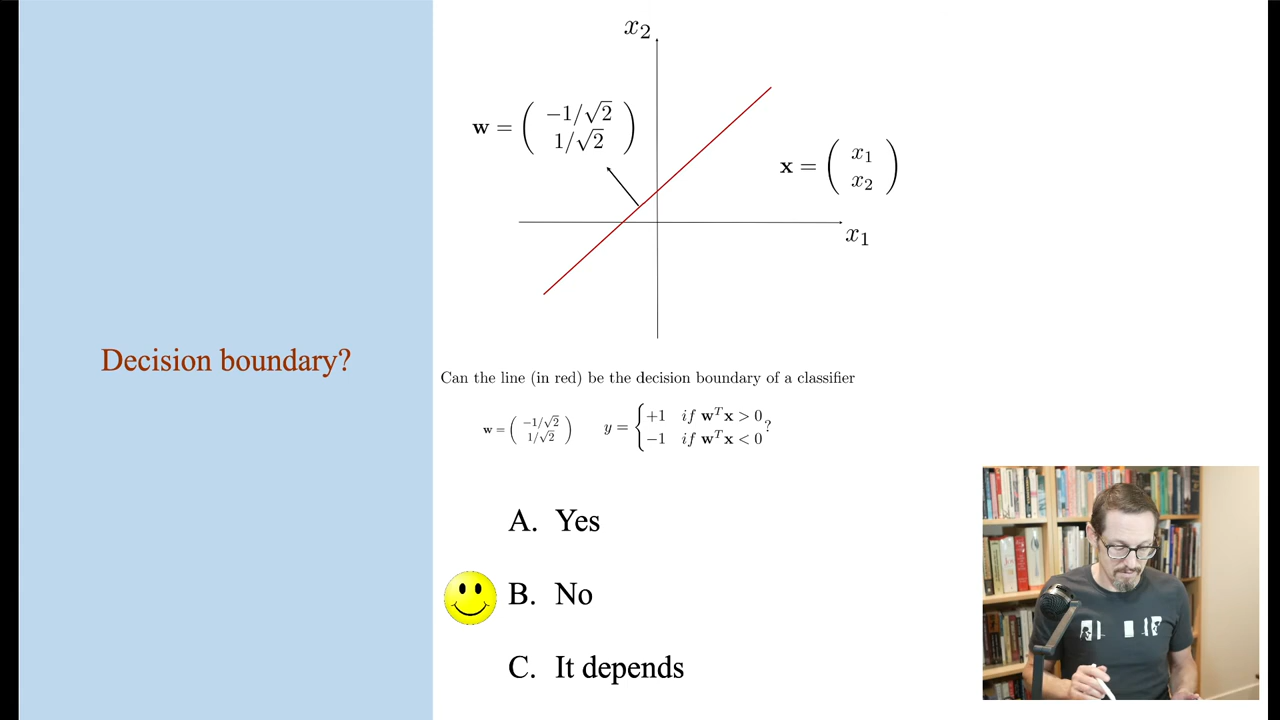 x₂
w = ( −1/√2
1/√2 )
x = ( x₁
x₂ )
x₁
Decision boundary?
Can the line (in red) be the decision boundary of a classifier
w = ( −1/√2
1/√2 )
y = { +1 if wᵀx > 0
−1 if wᵀx < 0 ?
A. Yes
B. No
C. It depends